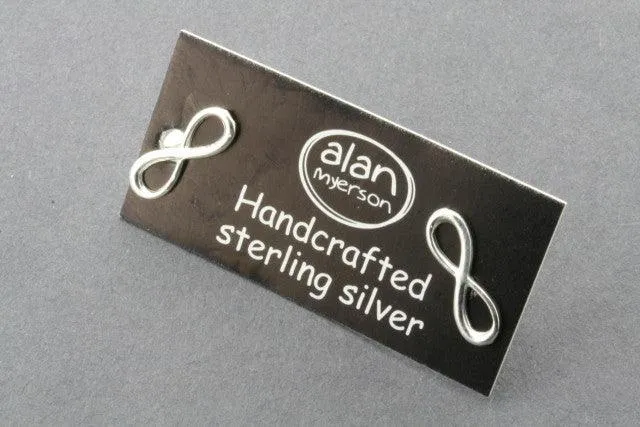 alan
myerson
Handcrafted
sterling silver